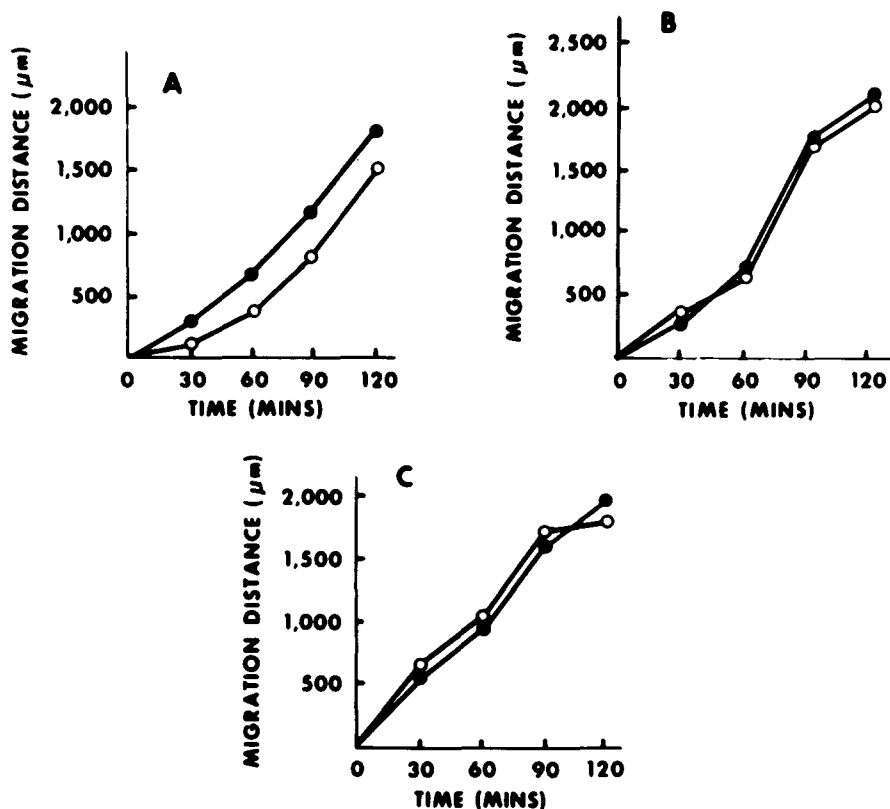 A
MIGRATION DISTANCE (μm)
2,000
1,500
1,000
500
0 30 60 90 120
TIME (MINS)
B
MIGRATION DISTANCE (μm)
2,500
2,000
1,500
1,000
500
0 30 60 90 120
TIME (MINS)
C
MIGRATION DISTANCE (μm)
2,000
1,500
1,000
500
0 30 60 90 120
TIME (MINS)